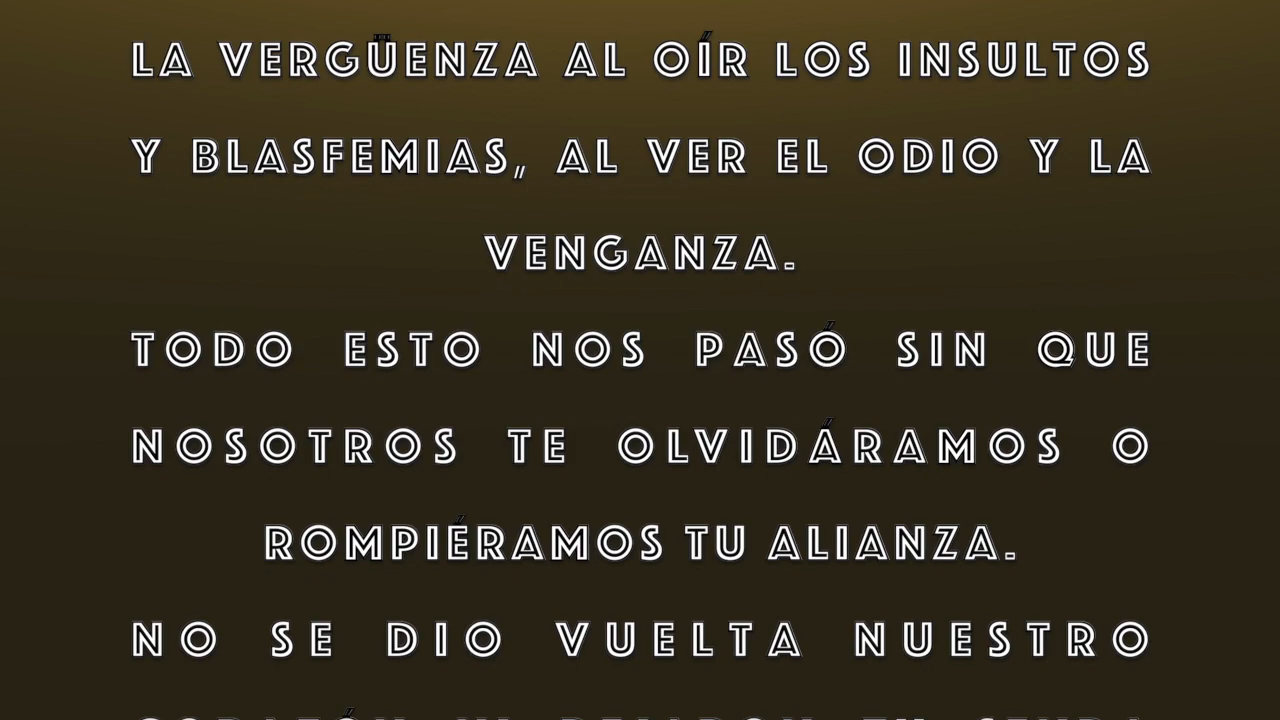 LA VERGÜENZA AL OÍR LOS INSULTOS
Y BLASFEMIAS, AL VER EL ODIO Y LA
VENGANZA.
TODO ESTO NOS PASÓ SIN QUE
NOSOTROS TE OLVIDÁRAMOS O
ROMPIÉRAMOS TU ALIANZA.
NO SE DIO VUELTA NUESTRO